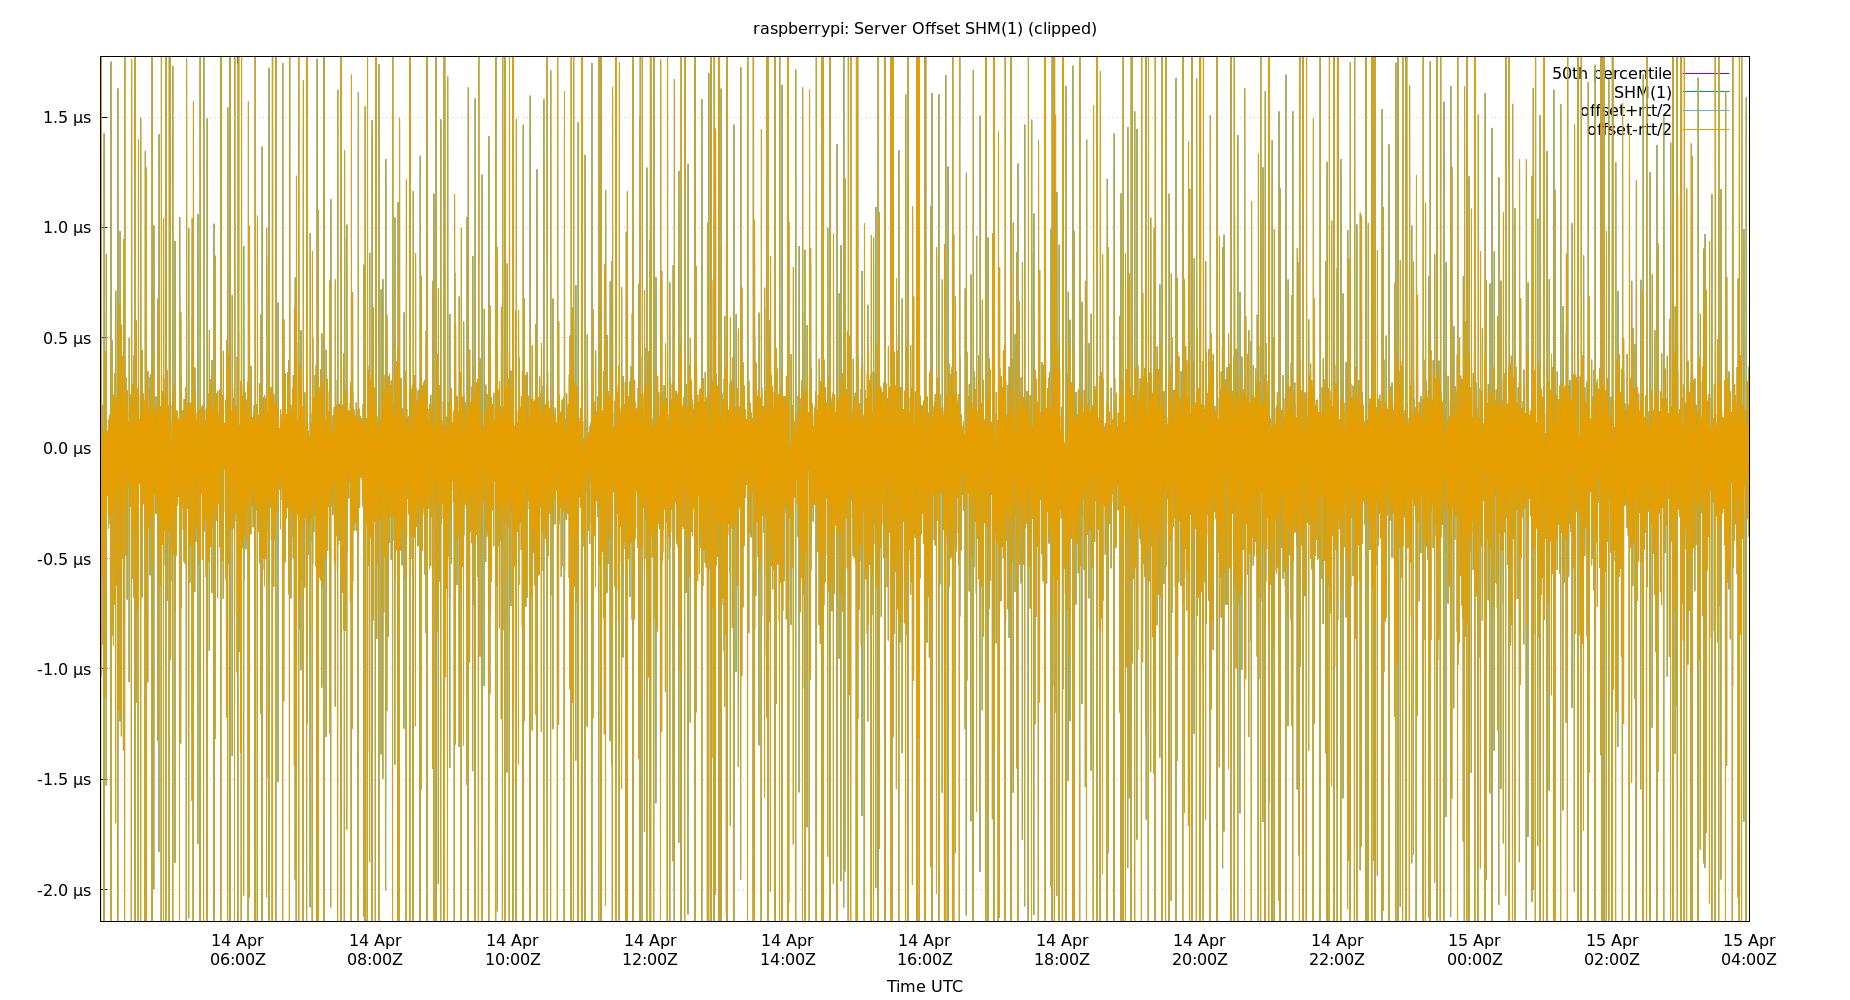 raspberrypi: Server Offset SHM(1) (clipped)
50th percentile
SHM(1)
offset+rtt/2
offset-rtt/2
1.5 µs
1.0 µs
0.5 µs
0.0 µs
-0.5 µs
-1.0 µs
-1.5 µs
-2.0 µs
14 Apr 14 Apr 14 Apr 14 Apr 14 Apr 14 Apr 14 Apr 14 Apr 14 Apr 15 Apr 15 Apr 15 Apr
06:00Z 08:00Z 10:00Z 12:00Z 14:00Z 16:00Z 18:00Z 20:00Z 22:00Z 00:00Z 02:00Z 04:00Z
Time UTC